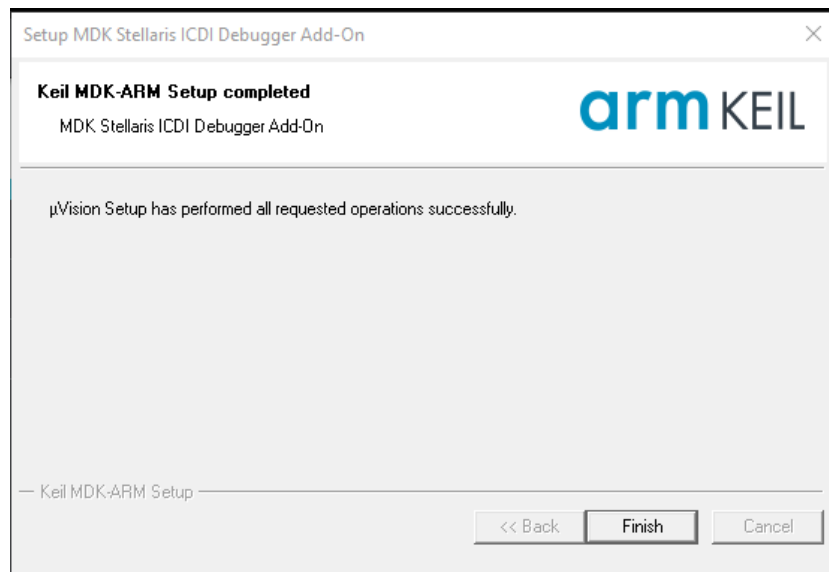 Setup MDK Stellaris ICDI Debugger Add-On
Keil MDK-ARM Setup completed
arm KEIL
MDK Stellaris ICDI Debugger Add-On
µVision Setup has performed all requested operations successfully.
Keil MDK-ARM Setup
<< Back
Finish
Cancel